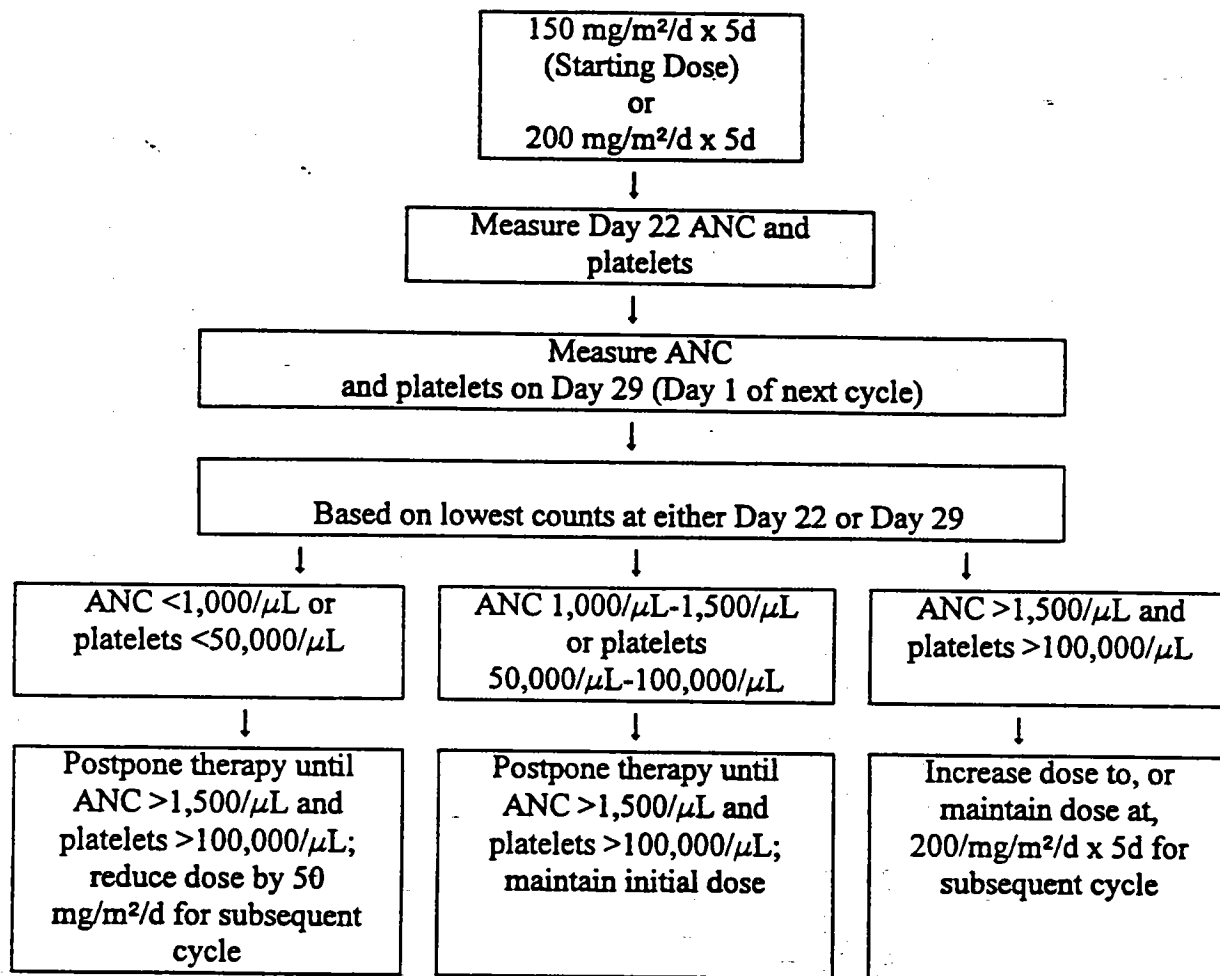 150 mg/m²/d x 5d
(Starting Dose)
or
200 mg/m²/d x 5d
↓
Measure Day 22 ANC and
platelets
↓
Measure ANC
and platelets on Day 29 (Day 1 of next cycle)
↓
Based on lowest counts at either Day 22 or Day 29
↓ ↓ ↓
ANC <1,000/μL or
platelets <50,000/μL
ANC 1,000/μL-1,500/μL
or platelets
50,000/μL-100,000/μL
ANC >1,500/μL and
platelets >100,000/μL
↓ ↓ ↓
Postpone therapy until
ANC >1,500/μL and
platelets >100,000/μL;
reduce dose by 50
mg/m²/d for subsequent
cycle
Postpone therapy until
ANC >1,500/μL and
platelets >100,000/μL;
maintain initial dose
Increase dose to, or
maintain dose at,
200/mg/m²/d x 5d for
subsequent cycle